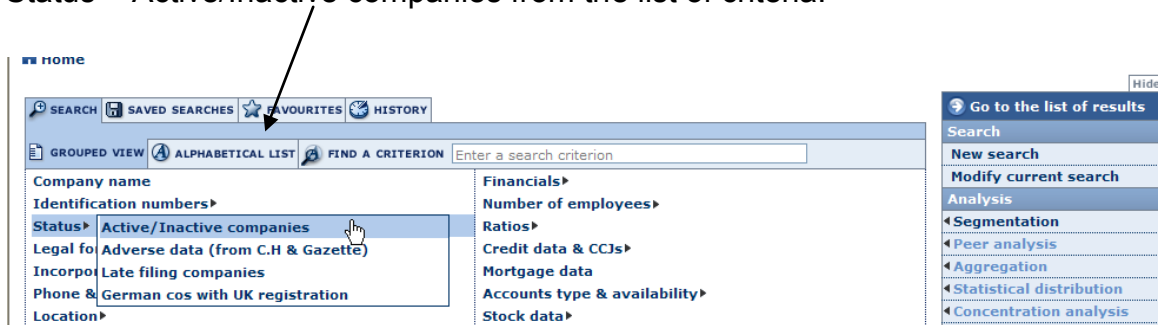 Status – Active/Inactive companies from the list of criteria.
Home
Hide
SEARCH SAVED SEARCHES FAVOURITES HISTORY
Go to the list of results
Search
GROUPED VIEW ALPHABETICAL LIST FIND A CRITERION Enter a search criterion
New search
Modify current search
Company name
Identification numbers
Status
Active/Inactive companies
Adverse data (from C.H & Gazette)
Late filing companies
German cos with UK registration
Legal
Phone &
Location
Financials
Number of employees
Ratios
Credit data & CCJs
Mortgage data
Accounts type & availability
Stock data
Analysis
Segmentation
Peer analysis
Aggregation
Statistical distribution
Concentration analysis